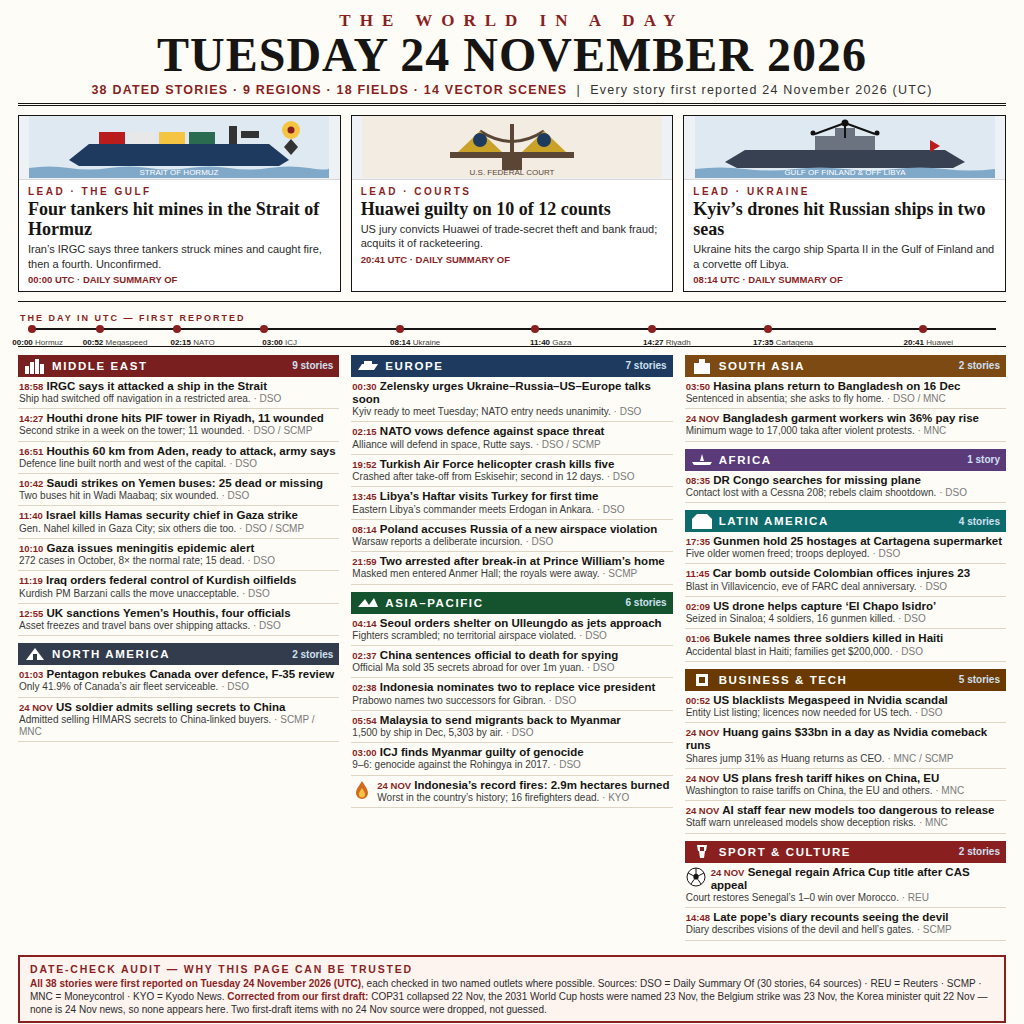 THE WORLD IN A DAY
TUESDAY 24 NOVEMBER 2026
38 DATED STORIES · 9 REGIONS · 18 FIELDS · 14 VECTOR SCENES | Every story first reported 24 November 2026 (UTC)
STRAIT OF HORMUZ
LEAD · THE GULF
Four tankers hit mines in the Strait of
Hormuz
Iran’s IRGC says three tankers struck mines and caught fire,
then a fourth. Unconfirmed.
00:00 UTC · DAILY SUMMARY OF
U.S. FEDERAL COURT
LEAD · COURTS
Huawei guilty on 10 of 12 counts
US jury convicts Huawei of trade-secret theft and bank fraud;
acquits it of racketeering.
20:41 UTC · DAILY SUMMARY OF
GULF OF FINLAND & OFF LIBYA
LEAD · UKRAINE
Kyiv’s drones hit Russian ships in two
seas
Ukraine hits the cargo ship Sparta II in the Gulf of Finland and
a corvette off Libya.
08:14 UTC · DAILY SUMMARY OF
THE DAY IN UTC — FIRST REPORTED
00:00 Hormuz 00:52 Megaspeed 02:15 NATO 03:00 ICJ 08:14 Ukraine 11:40 Gaza 14:27 Riyadh 17:35 Cartagena 20:41 Huawei
MIDDLE EAST 9 stories
18:58 IRGC says it attacked a ship in the Strait
Ship had switched off navigation in a restricted area. · DSO
14:27 Houthi drone hits PIF tower in Riyadh, 11 wounded
Second strike in a week on the tower; 11 wounded. · DSO / SCMP
16:51 Houthis 60 km from Aden, ready to attack, army says
Defence line built north and west of the capital. · DSO
10:42 Saudi strikes on Yemen buses: 25 dead or missing
Two buses hit in Wadi Maabaq; six wounded. · DSO
11:40 Israel kills Hamas security chief in Gaza strike
Gen. Nahel killed in Gaza City; six others die too. · DSO / SCMP
10:10 Gaza issues meningitis epidemic alert
272 cases in October, 8× the normal rate; 15 dead. · DSO
11:19 Iraq orders federal control of Kurdish oilfields
Kurdish PM Barzani calls the move unacceptable. · DSO
12:55 UK sanctions Yemen’s Houthis, four officials
Asset freezes and travel bans over shipping attacks. · DSO
NORTH AMERICA 2 stories
01:03 Pentagon rebukes Canada over defence, F-35 review
Only 41.9% of Canada’s air fleet serviceable. · DSO
24 NOV US soldier admits selling secrets to China
Admitted selling HIMARS secrets to China-linked buyers. · SCMP /
MNC
EUROPE 7 stories
00:30 Zelensky urges Ukraine–Russia–US–Europe talks
soon
Kyiv ready to meet Tuesday; NATO entry needs unanimity. · DSO
02:15 NATO vows defence against space threat
Alliance will defend in space, Rutte says. · DSO / SCMP
19:52 Turkish Air Force helicopter crash kills five
Crashed after take-off from Eskisehir; second in 12 days. · DSO
13:45 Libya’s Haftar visits Turkey for first time
Eastern Libya’s commander meets Erdogan in Ankara. · DSO
08:14 Poland accuses Russia of a new airspace violation
Warsaw reports a deliberate incursion. · DSO
21:59 Two arrested after break-in at Prince William’s home
Masked men entered Anmer Hall; the royals were away. · SCMP
ASIA–PACIFIC 6 stories
04:14 Seoul orders shelter on Ulleungdo as jets approach
Fighters scrambled; no territorial airspace violated. · DSO
02:37 China sentences official to death for spying
Official Ma sold 35 secrets abroad for over 1m yuan. · DSO
02:38 Indonesia nominates two to replace vice president
Prabowo names two successors for Gibran. · DSO
05:54 Malaysia to send migrants back to Myanmar
1,500 by ship in Dec, 5,303 by air. · DSO
03:00 ICJ finds Myanmar guilty of genocide
9–6: genocide against the Rohingya in 2017. · DSO
24 NOV Indonesia’s record fires: 2.9m hectares burned
Worst in the country’s history; 16 firefighters dead. · KYO
SOUTH ASIA 2 stories
03:50 Hasina plans return to Bangladesh on 16 Dec
Sentenced in absentia; she asks to fly home. · DSO / MNC
24 NOV Bangladesh garment workers win 36% pay rise
Minimum wage to 17,000 taka after violent protests. · MNC
AFRICA 1 story
08:35 DR Congo searches for missing plane
Contact lost with a Cessna 208; rebels claim shootdown. · DSO
LATIN AMERICA 4 stories
17:35 Gunmen hold 25 hostages at Cartagena supermarket
Five older women freed; troops deployed. · DSO
11:45 Car bomb outside Colombian offices injures 23
Blast in Villavicencio, eve of FARC deal anniversary. · DSO
02:09 US drone helps capture ‘El Chapo Isidro’
Seized in Sinaloa; 4 soldiers, 16 gunmen killed. · DSO
01:06 Bukele names three soldiers killed in Haiti
Accidental blast in Haiti; families get $200,000. · DSO
BUSINESS & TECH 5 stories
00:52 US blacklists Megaspeed in Nvidia scandal
Entity List listing; licences now needed for US tech. · DSO
24 NOV Huang gains $33bn in a day as Nvidia comeback
runs
Shares jump 31% as Huang returns as CEO. · MNC / SCMP
24 NOV US plans fresh tariff hikes on China, EU
Washington to raise tariffs on China, the EU and others. · MNC
24 NOV AI staff fear new models too dangerous to release
Staff warn unreleased models show deception risks. · MNC
SPORT & CULTURE 2 stories
24 NOV Senegal regain Africa Cup title after CAS
appeal
Court restores Senegal’s 1–0 win over Morocco. · REU
14:48 Late pope’s diary recounts seeing the devil
Diary describes visions of the devil and hell’s gates. · SCMP
DATE-CHECK AUDIT — WHY THIS PAGE CAN BE TRUSTED
All 38 stories were first reported on Tuesday 24 November 2026 (UTC), each checked in two named outlets where possible. Sources: DSO = Daily Summary Of (30 stories, 64 sources) · REU = Reuters · SCMP ·
MNC = Moneycontrol · KYO = Kyodo News. Corrected from our first draft: COP31 collapsed 22 Nov, the 2031 World Cup hosts were named 23 Nov, the Belgium strike was 23 Nov, the Korea minister quit 22 Nov —
none is 24 Nov news, so none appears here. Two first-draft items with no 24 Nov source were dropped, not guessed.